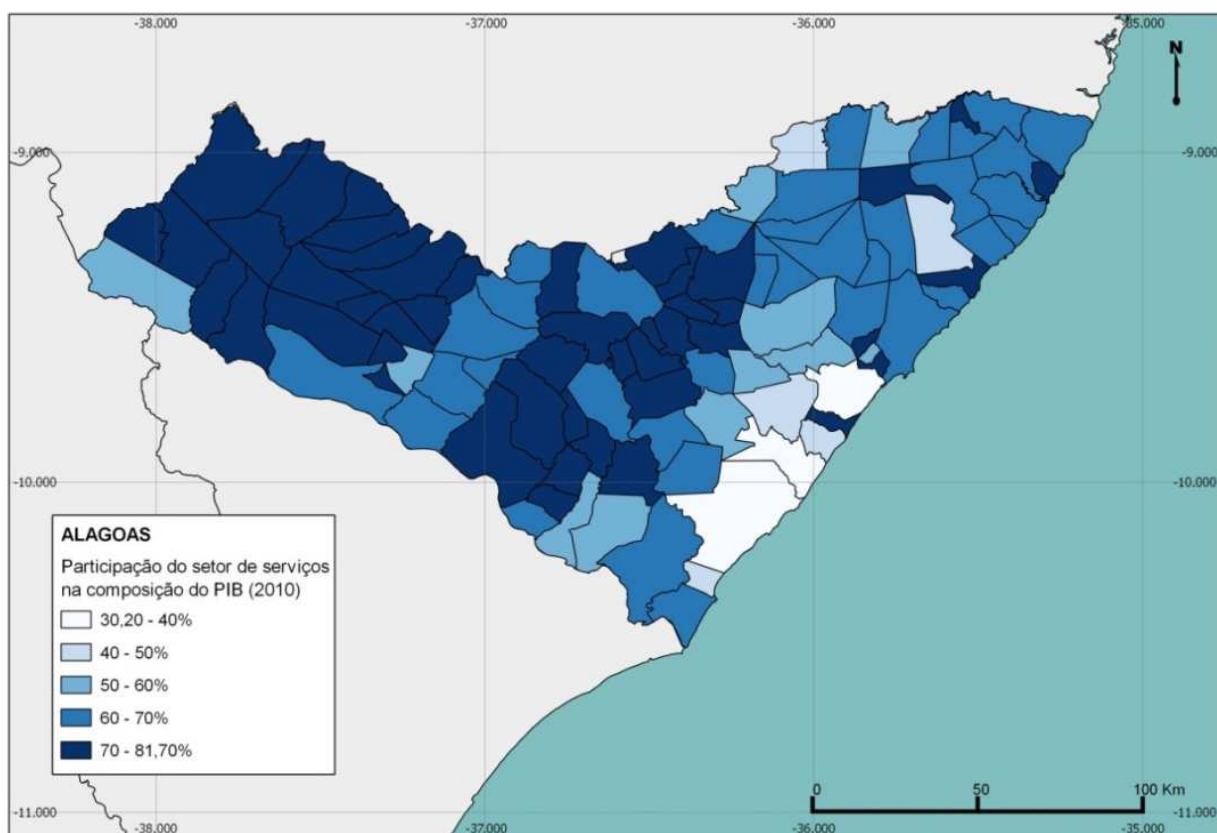 -38.000 -37.000 -36.000 -35.000
N
-9.000 -9.000
-10.000 -10.000
ALAGOAS
Participação do setor de serviços
na composição do PIB (2010)
30,20 - 40%
40 - 50%
50 - 60%
60 - 70%
70 - 81,70%
0 50 100 Km
-11.000 -11.000
-38.000 -37.000 -36.000 -35.000